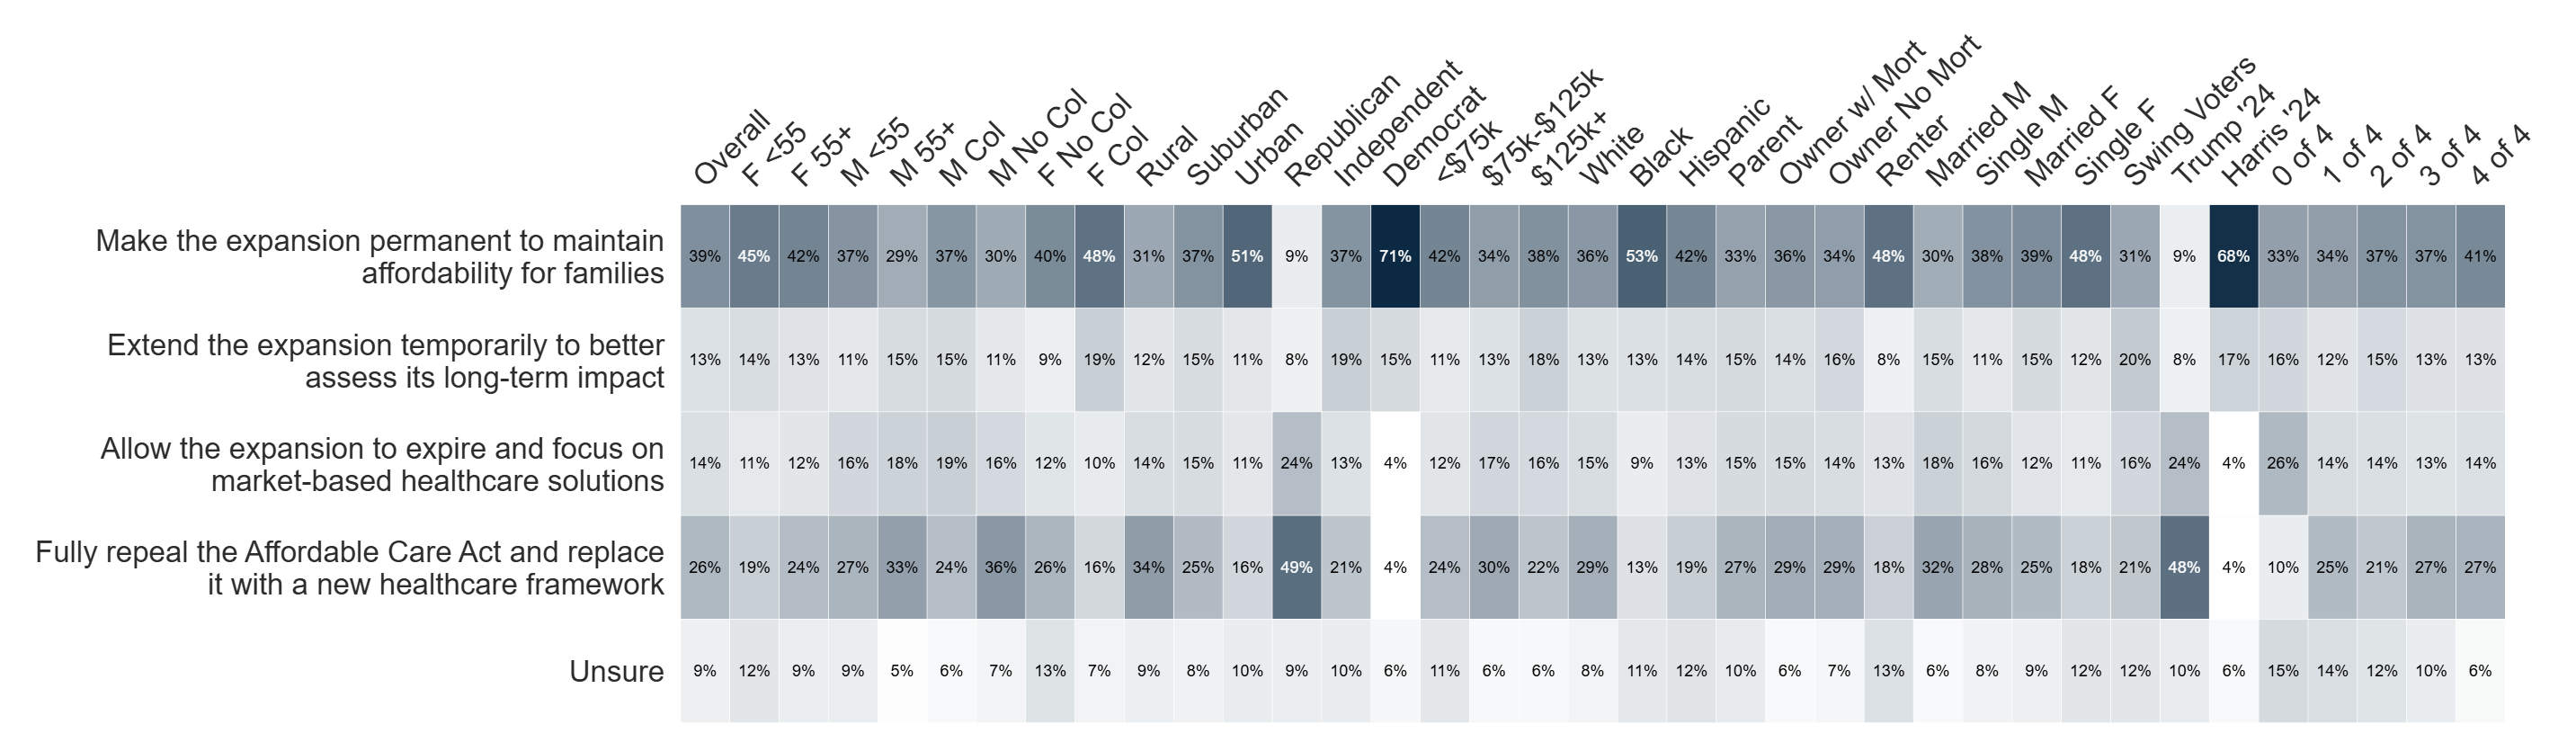 Overall
F <55
F 55+
M <55
M 55+
M Col
M No Col
F No Col
F Col
Rural
Suburban
Urban
Republican
Independent
Democrat
<$75k
$75k-$125k
$125k+
White
Black
Hispanic
Parent
Owner w/ Mort
Owner No Mort
Renter
Married M
Single M
Married F
Single F
Swing Voters
Trump '24
Harris '24
0 of 4
1 of 4
2 of 4
3 of 4
4 of 4
Make the expansion permanent to maintain
affordability for families
39% 45% 42% 37% 29% 37% 30% 40% 48% 31% 37% 51% 9% 37% 71% 42% 34% 38% 36% 53% 42% 33% 36% 34% 48% 30% 38% 39% 48% 31% 9% 68% 33% 34% 37% 37% 41%
Extend the expansion temporarily to better
assess its long-term impact
13% 14% 13% 11% 15% 15% 11% 9% 19% 12% 15% 11% 8% 19% 15% 11% 13% 18% 13% 13% 14% 15% 14% 16% 8% 15% 11% 15% 12% 20% 8% 17% 16% 12% 15% 13% 13%
Allow the expansion to expire and focus on
market-based healthcare solutions
14% 11% 12% 16% 18% 19% 16% 12% 10% 14% 15% 11% 24% 13% 4% 12% 17% 16% 15% 9% 13% 15% 15% 14% 13% 18% 16% 12% 11% 16% 24% 4% 26% 14% 14% 13% 14%
Fully repeal the Affordable Care Act and replace
it with a new healthcare framework
26% 19% 24% 27% 33% 24% 36% 26% 16% 34% 25% 16% 49% 21% 4% 24% 30% 22% 29% 13% 19% 27% 29% 29% 18% 32% 28% 25% 18% 21% 48% 4% 10% 25% 21% 27% 27%
Unsure
9% 12% 9% 9% 5% 6% 7% 13% 7% 9% 8% 10% 9% 10% 6% 11% 6% 6% 8% 11% 12% 10% 6% 7% 13% 6% 8% 9% 12% 12% 10% 6% 15% 14% 12% 10% 6%